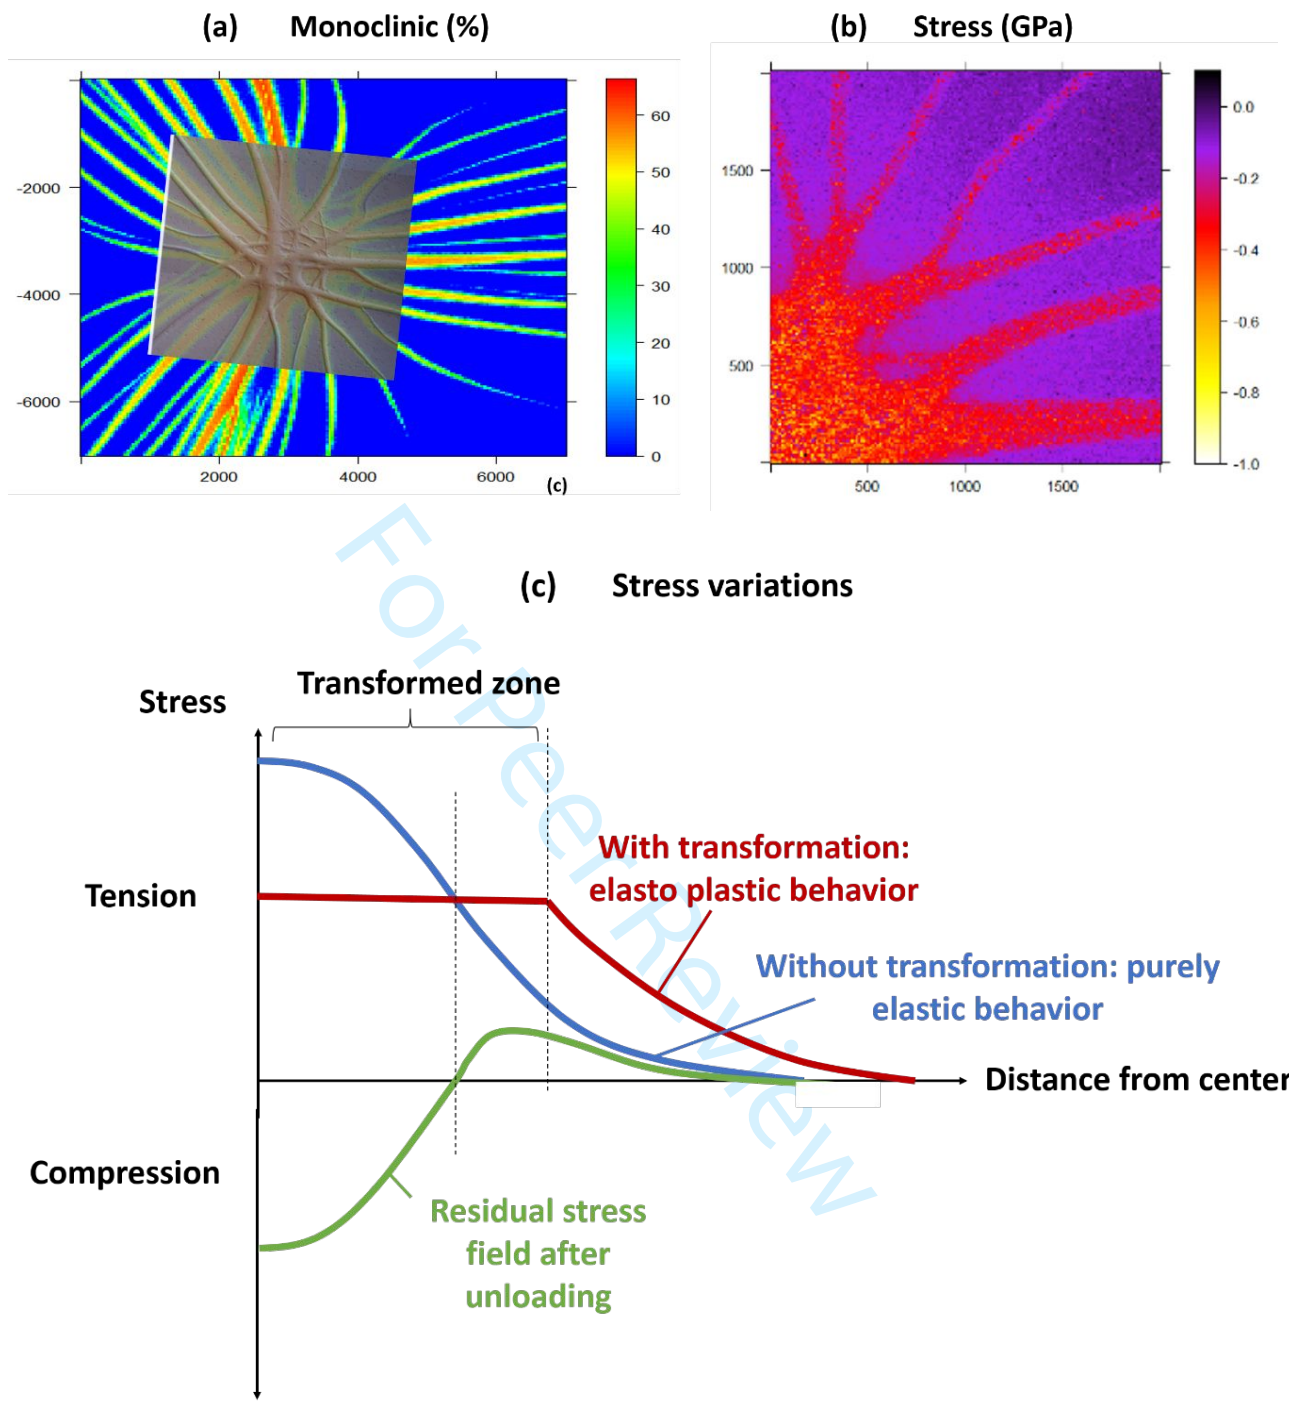 (a) Monoclinic (%)
60
50
40
30
20
10
0
-2000
-4000
-6000
2000 4000 6000
(c)
(b) Stress (GPa)
0.0
-0.2
-0.4
-0.6
-0.8
-1.0
1500
1000
500
500 1000 1500
(c) Stress variations
Transformed zone
Stress
Tension
Compression
With transformation:
elasto plastic behavior
Without transformation: purely
elastic behavior
Distance from center
Residual stress
field after
unloading
For Peer Review